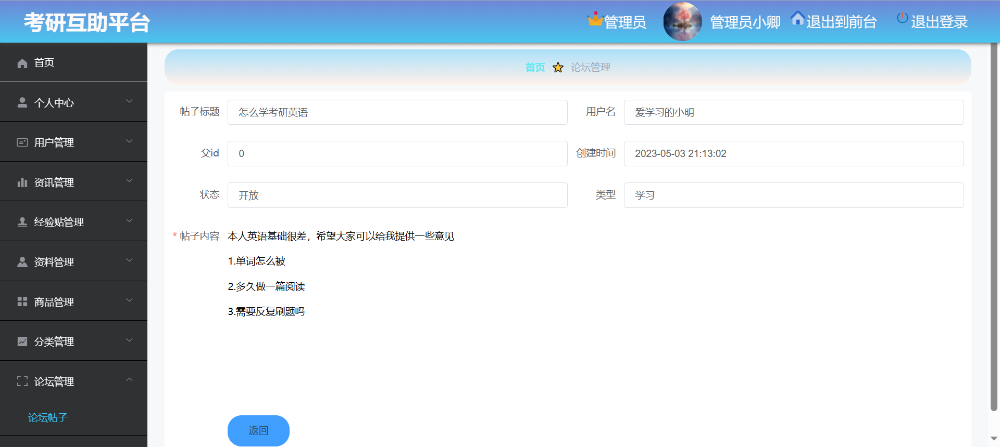 考研互助平台
管理员
管理员小卿
退出到前台
退出登录
首页
个人中心
用户管理
资讯管理
经验贴管理
资料管理
商品管理
分类管理
论坛管理
论坛帖子
首页 论坛管理
帖子标题 怎么学考研英语
用户名 爱学习的小明
父id 0
创建时间 2023-05-03 21:13:02
状态 开放
类型 学习
* 帖子内容 本人英语基础很差，希望大家可以给我提供一些意见
1.单词怎么被
2.多久做一篇阅读
3.需要反复刷题吗
返回